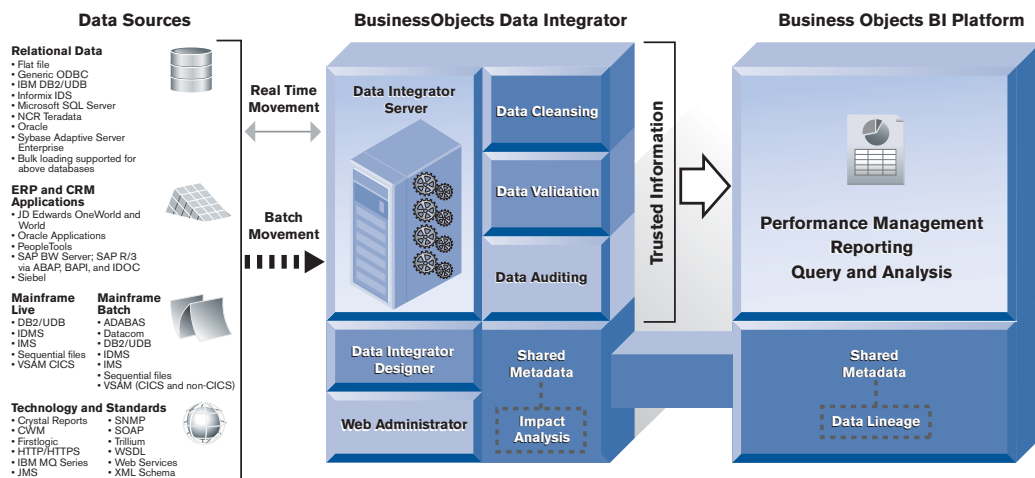 Data Sources
BusinessObjects Data Integrator
Business Objects BI Platform
Relational Data
• Flat file
• Generic ODBC
• IBM DB2/UDB
• Informix IDS
• Microsoft SQL Server
• NCR Teradata
• Oracle
• Sybase Adaptive Server
Enterprise
• Bulk loading supported for
above databases
ERP and CRM
Applications
• JD Edwards OneWorld and
World
• Oracle Applications
• PeopleTools
• SAP BW Server; SAP R/3
via ABAP, BAPI, and IDOC
• Siebel
Mainframe
Live
• DB2/UDB
• IDMS
• IMS
• Sequential files
• VSAM CICS
Mainframe
Batch
• ADABAS
• Datacom
• DB2/UDB
• IDMS
• IMS
• Sequential files
• VSAM (CICS and non-CICS)
Technology and Standards
• Crystal Reports
• CWM
• Firstlogic
• HTTP/HTTPS
• IBM MQ Series
• JMS
• SNMP
• SOAP
• Trillium
• WSDL
• Web Services
• XML Schema
Real Time
Movement
Batch
Movement
Data Integrator
Server
Data Cleansing
Data Validation
Data Auditing
Data Integrator
Designer
Web Administrator
Shared
Metadata
Impact
Analysis
Trusted Information
Performance Management
Reporting
Query and Analysis
Shared
Metadata
Data Lineage